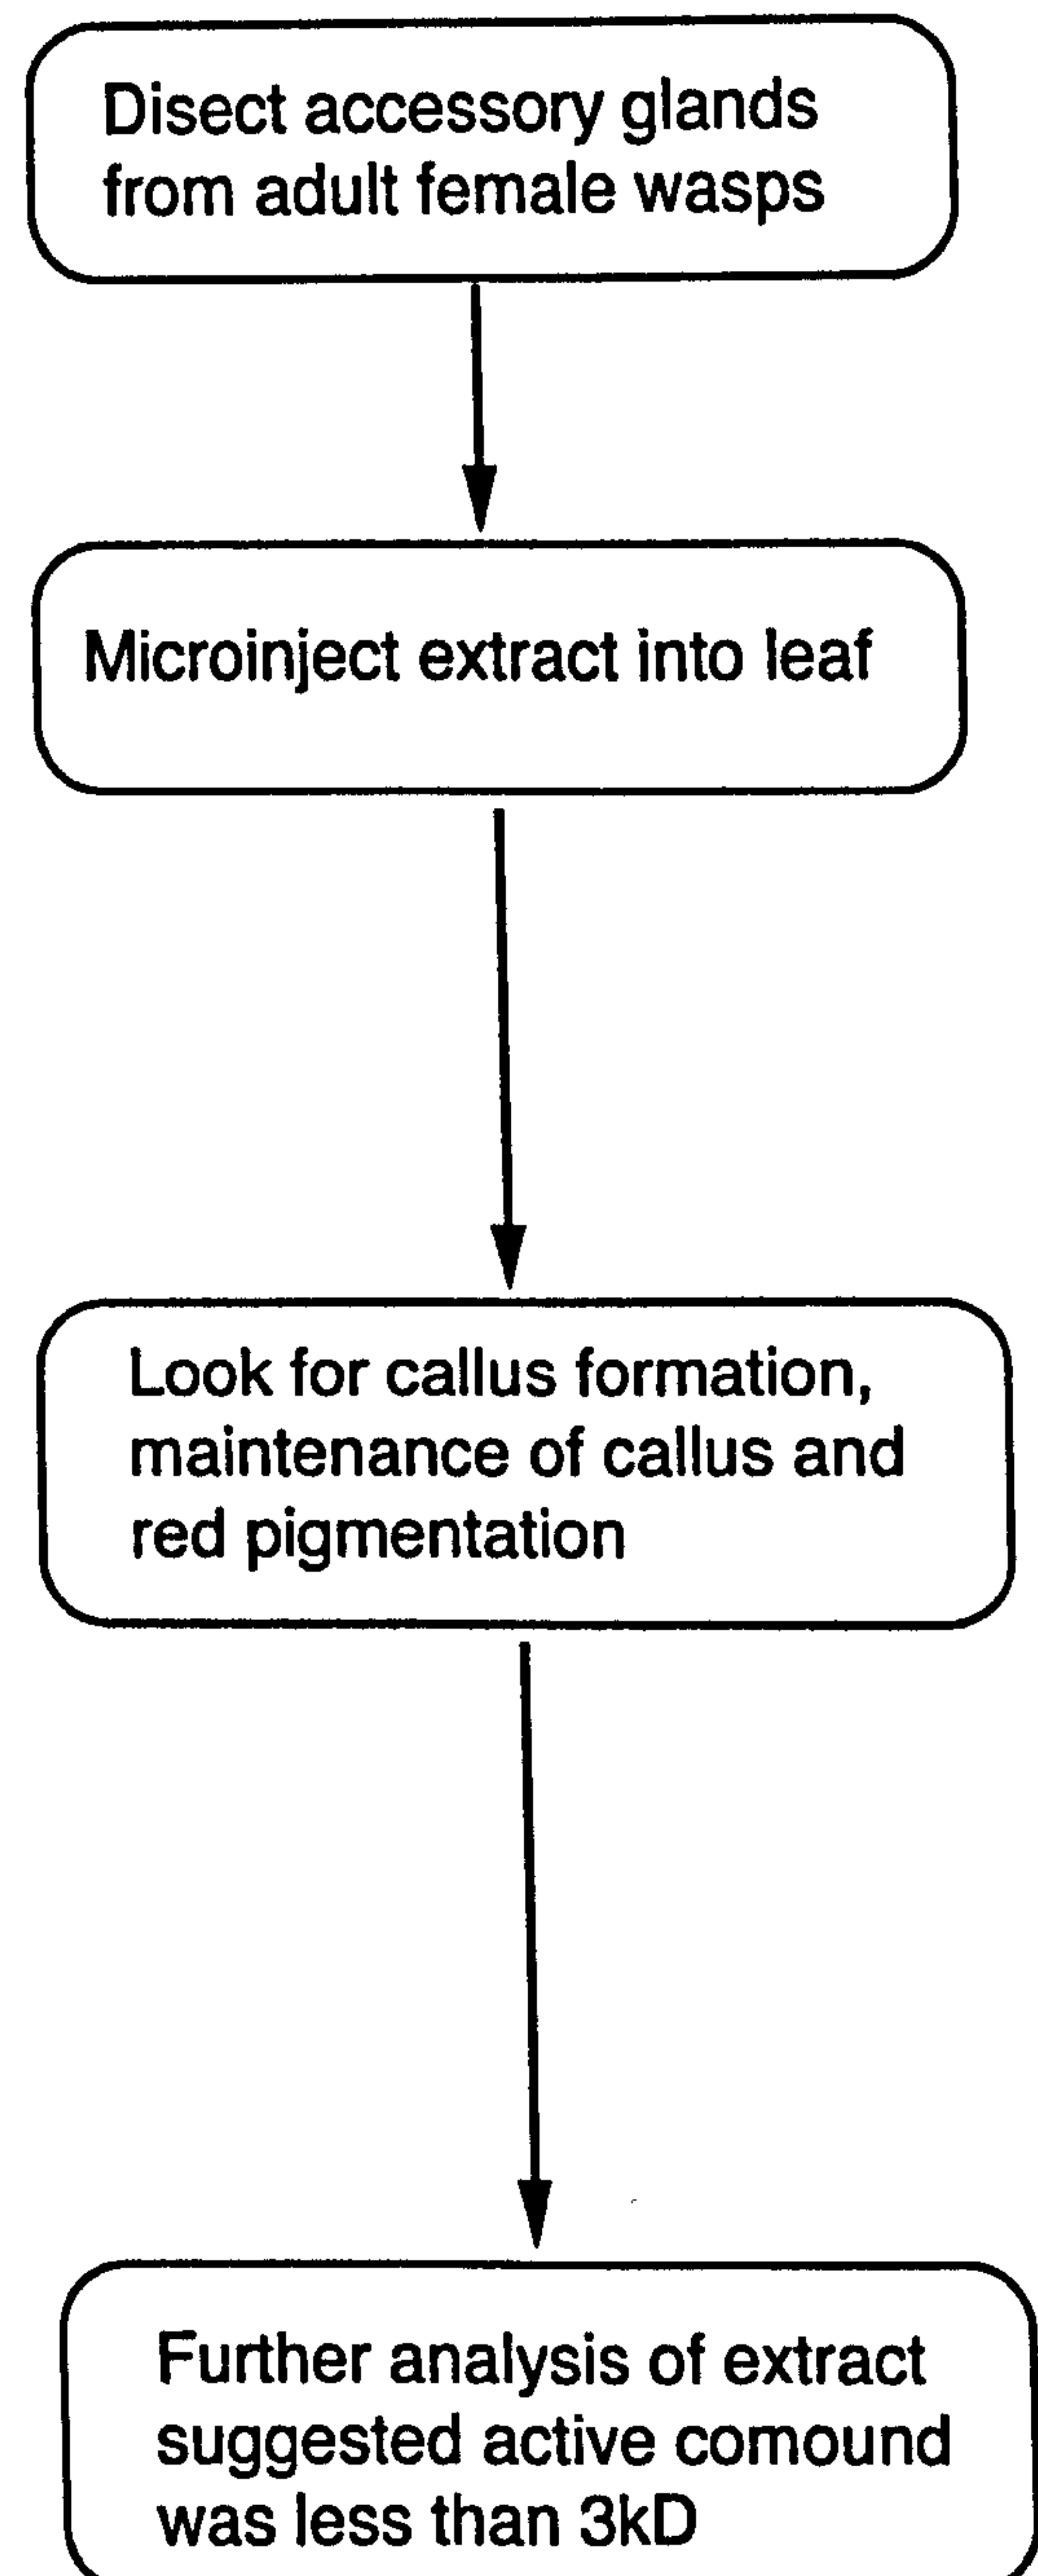 Disect accessory glands
from adult female wasps
Microinject extract into leaf
Look for callus formation,
maintenance of callus and
red pigmentation
Further analysis of extract
suggested active comound
was less than 3kD